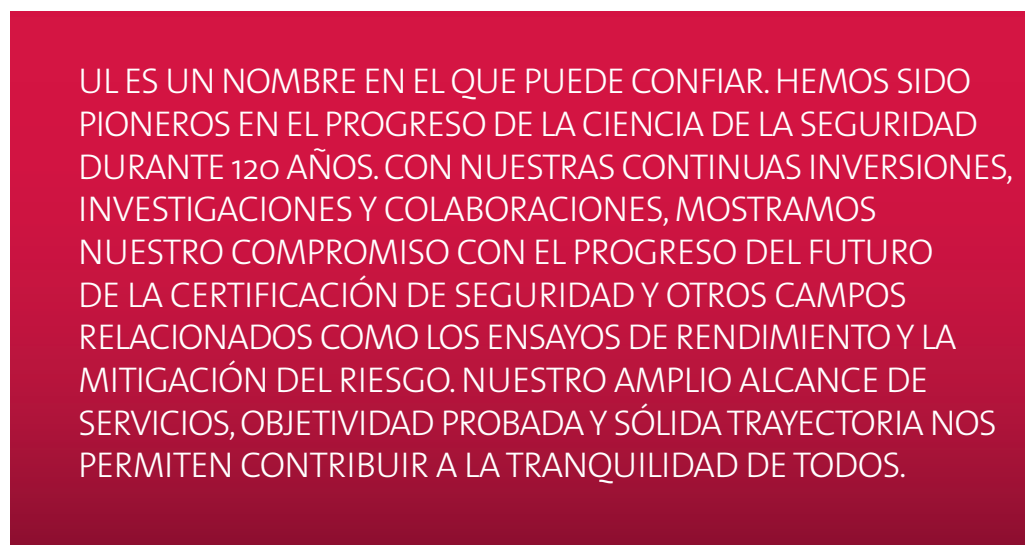 UL ES UN NOMBRE EN EL QUE PUEDE CONFIAR. HEMOS SIDO
PIONEROS EN EL PROGRESO DE LA CIENCIA DE LA SEGURIDAD
DURANTE 120 AÑOS. CON NUESTRAS CONTINUAS INVERSIONES,
INVESTIGACIONES Y COLABORACIONES, MOSTRAMOS
NUESTRO COMPROMISO CON EL PROGRESO DEL FUTURO
DE LA CERTIFICACIÓN DE SEGURIDAD Y OTROS CAMPOS
RELACIONADOS COMO LOS ENSAYOS DE RENDIMIENTO Y LA
MITIGACIÓN DEL RIESGO. NUESTRO AMPLIO ALCANCE DE
SERVICIOS, OBJETIVIDAD PROBADA Y SÓLIDA TRAYECTORIA NOS
PERMITEN CONTRIBUIR A LA TRANQUILIDAD DE TODOS.